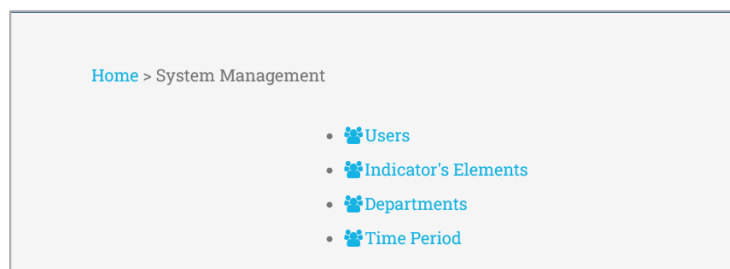 Home > System Management
Users
Indicator's Elements
Departments
Time Period